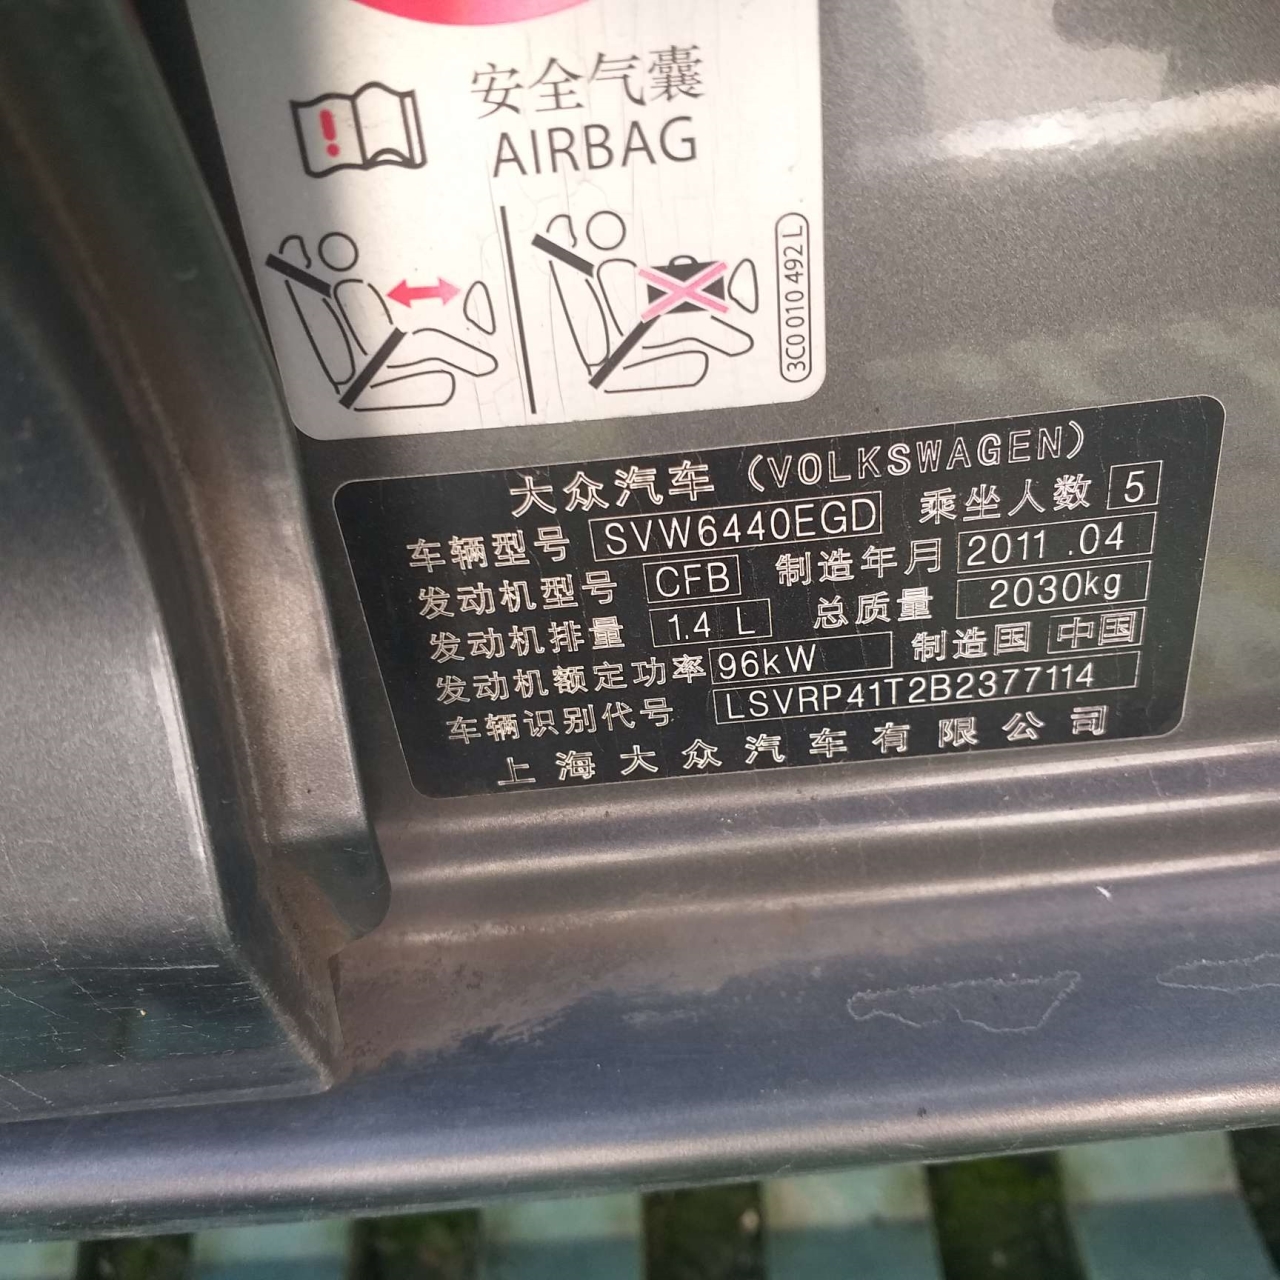 安全气囊
AIRBAG
3C0 010 492 L
大众汽车 (VOLKSWAGEN)
车辆型号 SVW6440EGD 乘坐人数 5
发动机型号 CFB 制造年月 2011 .04
发动机排量 1.4 L 总质量 2030kg
发动机额定功率 96kW 制造国 中国
车辆识别代号 LSVRP41T2B2377114
上海大众汽车有限公司